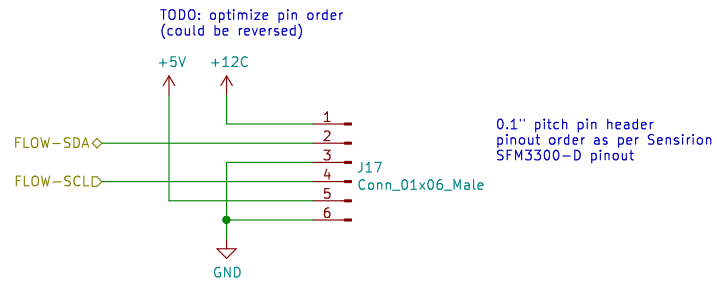 TODO: optimize pin order
(could be reversed)
+5V
+12C
1
FLOW-SDA
2
3
FLOW-SCL
4
5
6
J17
Conn_01x06_Male
GND
0.1" pitch pin header
pinout order as per Sensirion
SFM3300-D pinout